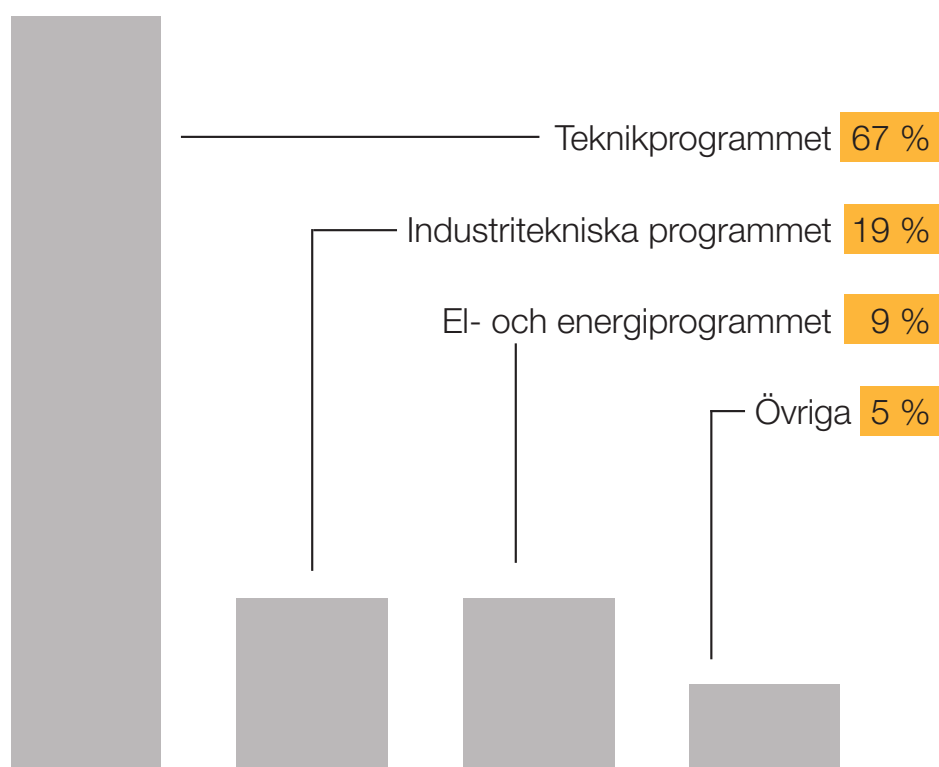 Teknikprogrammet 67 %
Industritekniska programmet 19 %
El- och energiprogrammet 9 %
Övriga 5 %